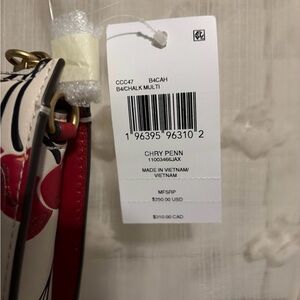 CCC47 B4CAH
B4/CHALK MULTI
1 96395 96310 2
CHRY PENN
11003466JAX
MADE IN VIETNAM/
VIETNAM
MFSRP
$250.00 USD
$310.00 CAD